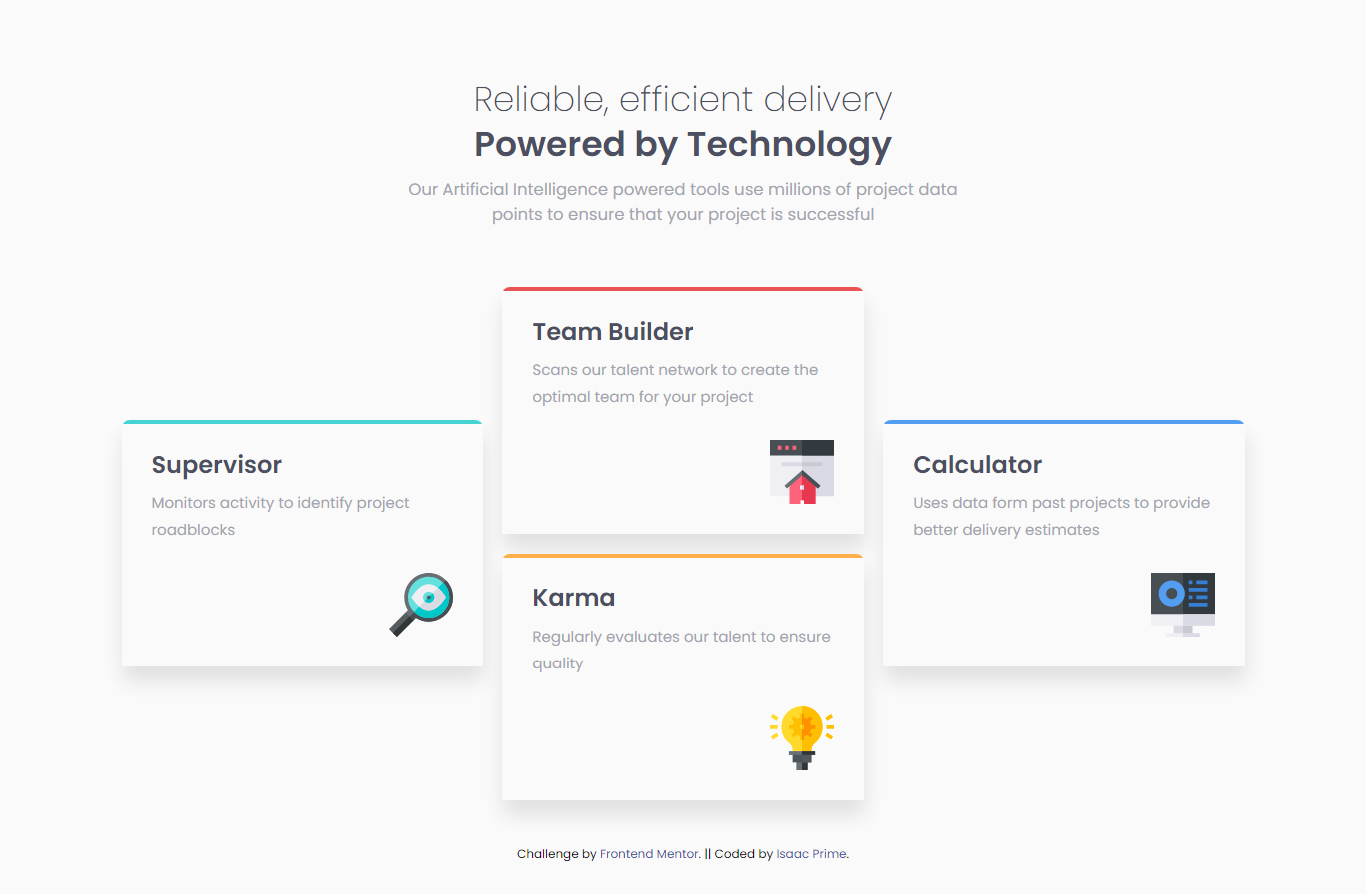 Reliable, efficient delivery
Powered by Technology
Our Artificial Intelligence powered tools use millions of project data
points to ensure that your project is successful
Team Builder
Scans our talent network to create the
optimal team for your project
Supervisor
Monitors activity to identify project
roadblocks
Calculator
Uses data form past projects to provide
better delivery estimates
Karma
Regularly evaluates our talent to ensure
quality
Challenge by Frontend Mentor. || Coded by Isaac Prime.